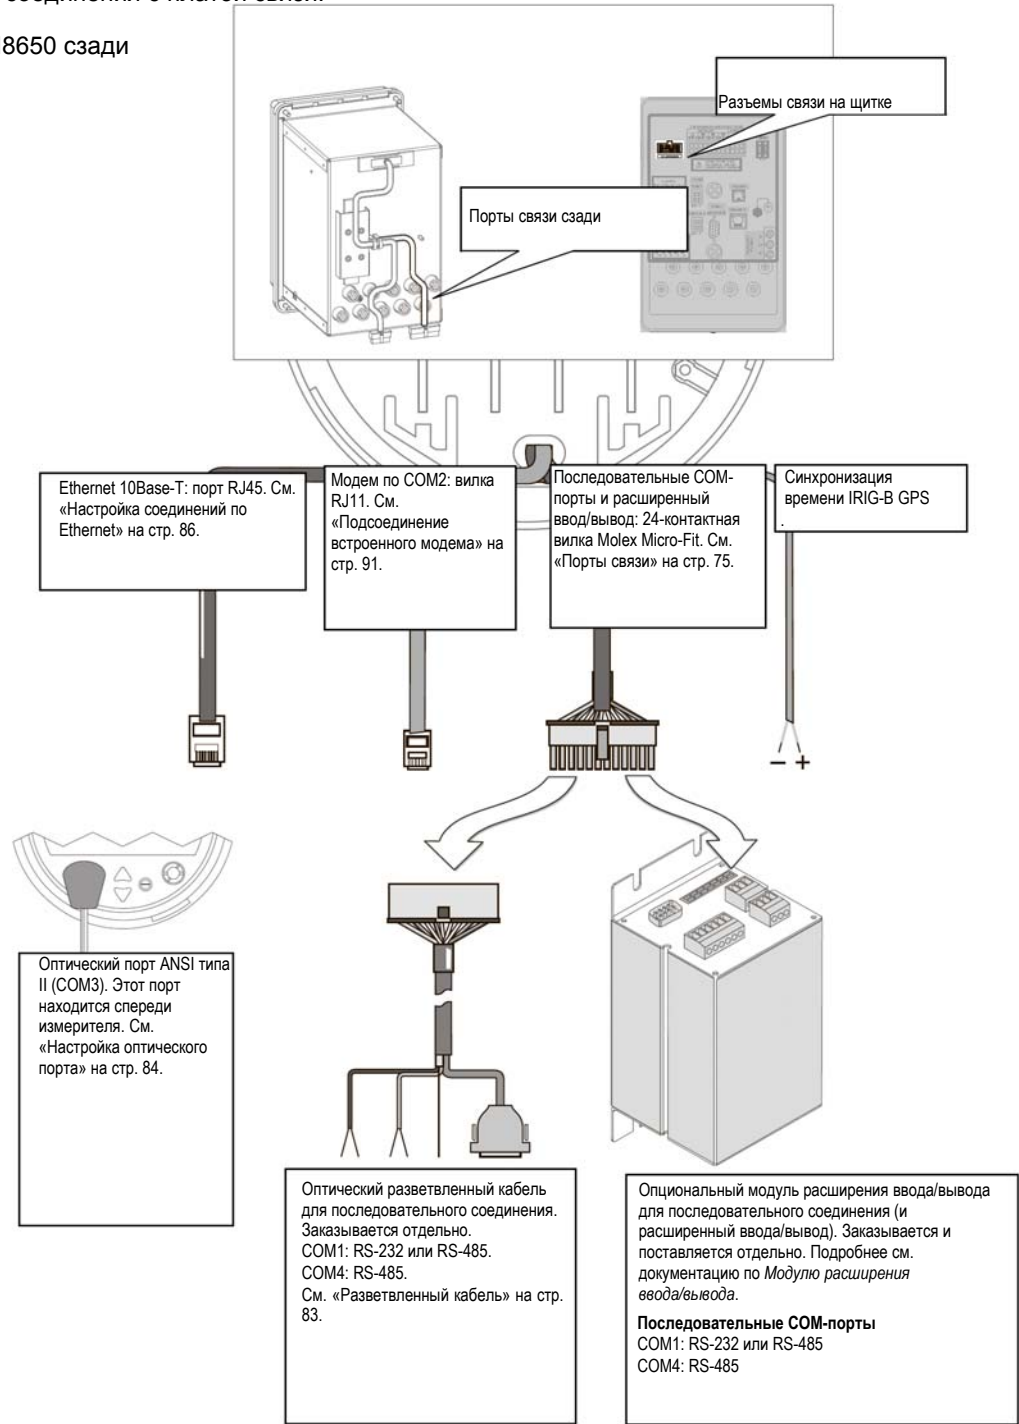 8650 сзади
Разъемы связи на щитке
Порты связи сзади
Ethernet 10Base-T: порт RJ45. См.
«Настройка соединений по
Ethernet» на стр. 86.
Модем по COM2: вилка
RJ11. См.
«Подсоединение
встроенного модема» на
стр. 91.
Последовательные COM-
порты и расширенный
ввод/вывод: 24-контактная
вилка Molex Micro-Fit. См.
«Порты связи» на стр. 75.
Синхронизация
времени IRIG-B GPS
.
– +
Оптический порт ANSI типа
II (COM3). Этот порт
находится спереди
измерителя. См.
«Настройка оптического
порта» на стр. 84.
Оптический разветвленный кабель
для последовательного соединения.
Заказывается отдельно.
COM1: RS-232 или RS-485.
COM4: RS-485.
См. «Разветвленный кабель» на стр.
83.
Опциональный модуль расширения ввода/вывода
для последовательного соединения (и
расширенный ввод/вывод). Заказывается и
поставляется отдельно. Подробнее см.
документацию по Модулю расширения
ввода/вывода.
Последовательные COM-порты
COM1: RS-232 или RS-485
COM4: RS-485